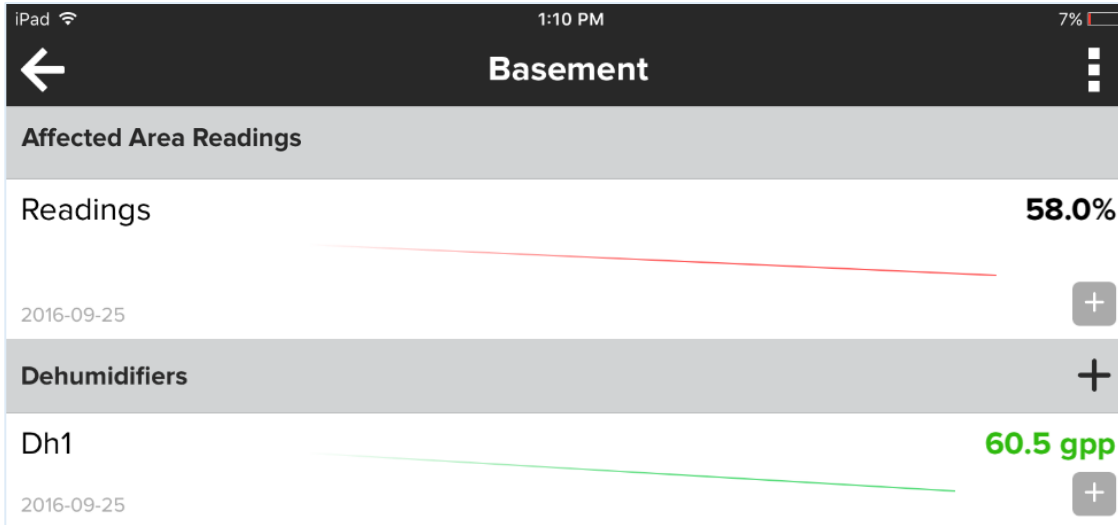 iPad 1:10 PM 7%
Basement
Affected Area Readings
Readings 58.0%
2016-09-25
Dehumidifiers +
Dh1 60.5 gpp
2016-09-25